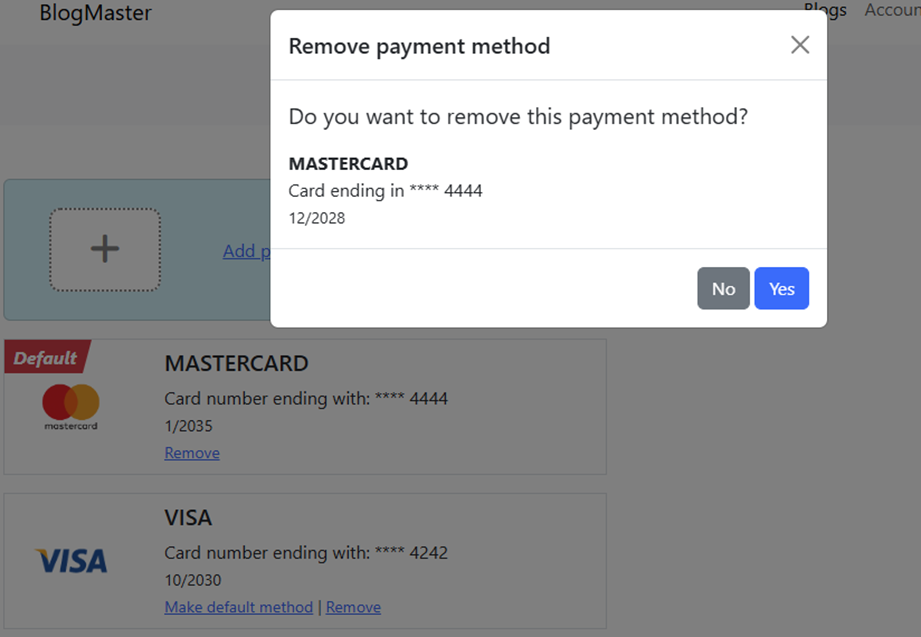 BlogMaster
Blogs Accoun
Remove payment method
Do you want to remove this payment method?
MASTERCARD
Card ending in **** 4444
12/2028
No Yes
+
Add p
Default
mastercard
MASTERCARD
Card number ending with: **** 4444
1/2035
Remove
VISA
VISA
Card number ending with: **** 4242
10/2030
Make default method | Remove